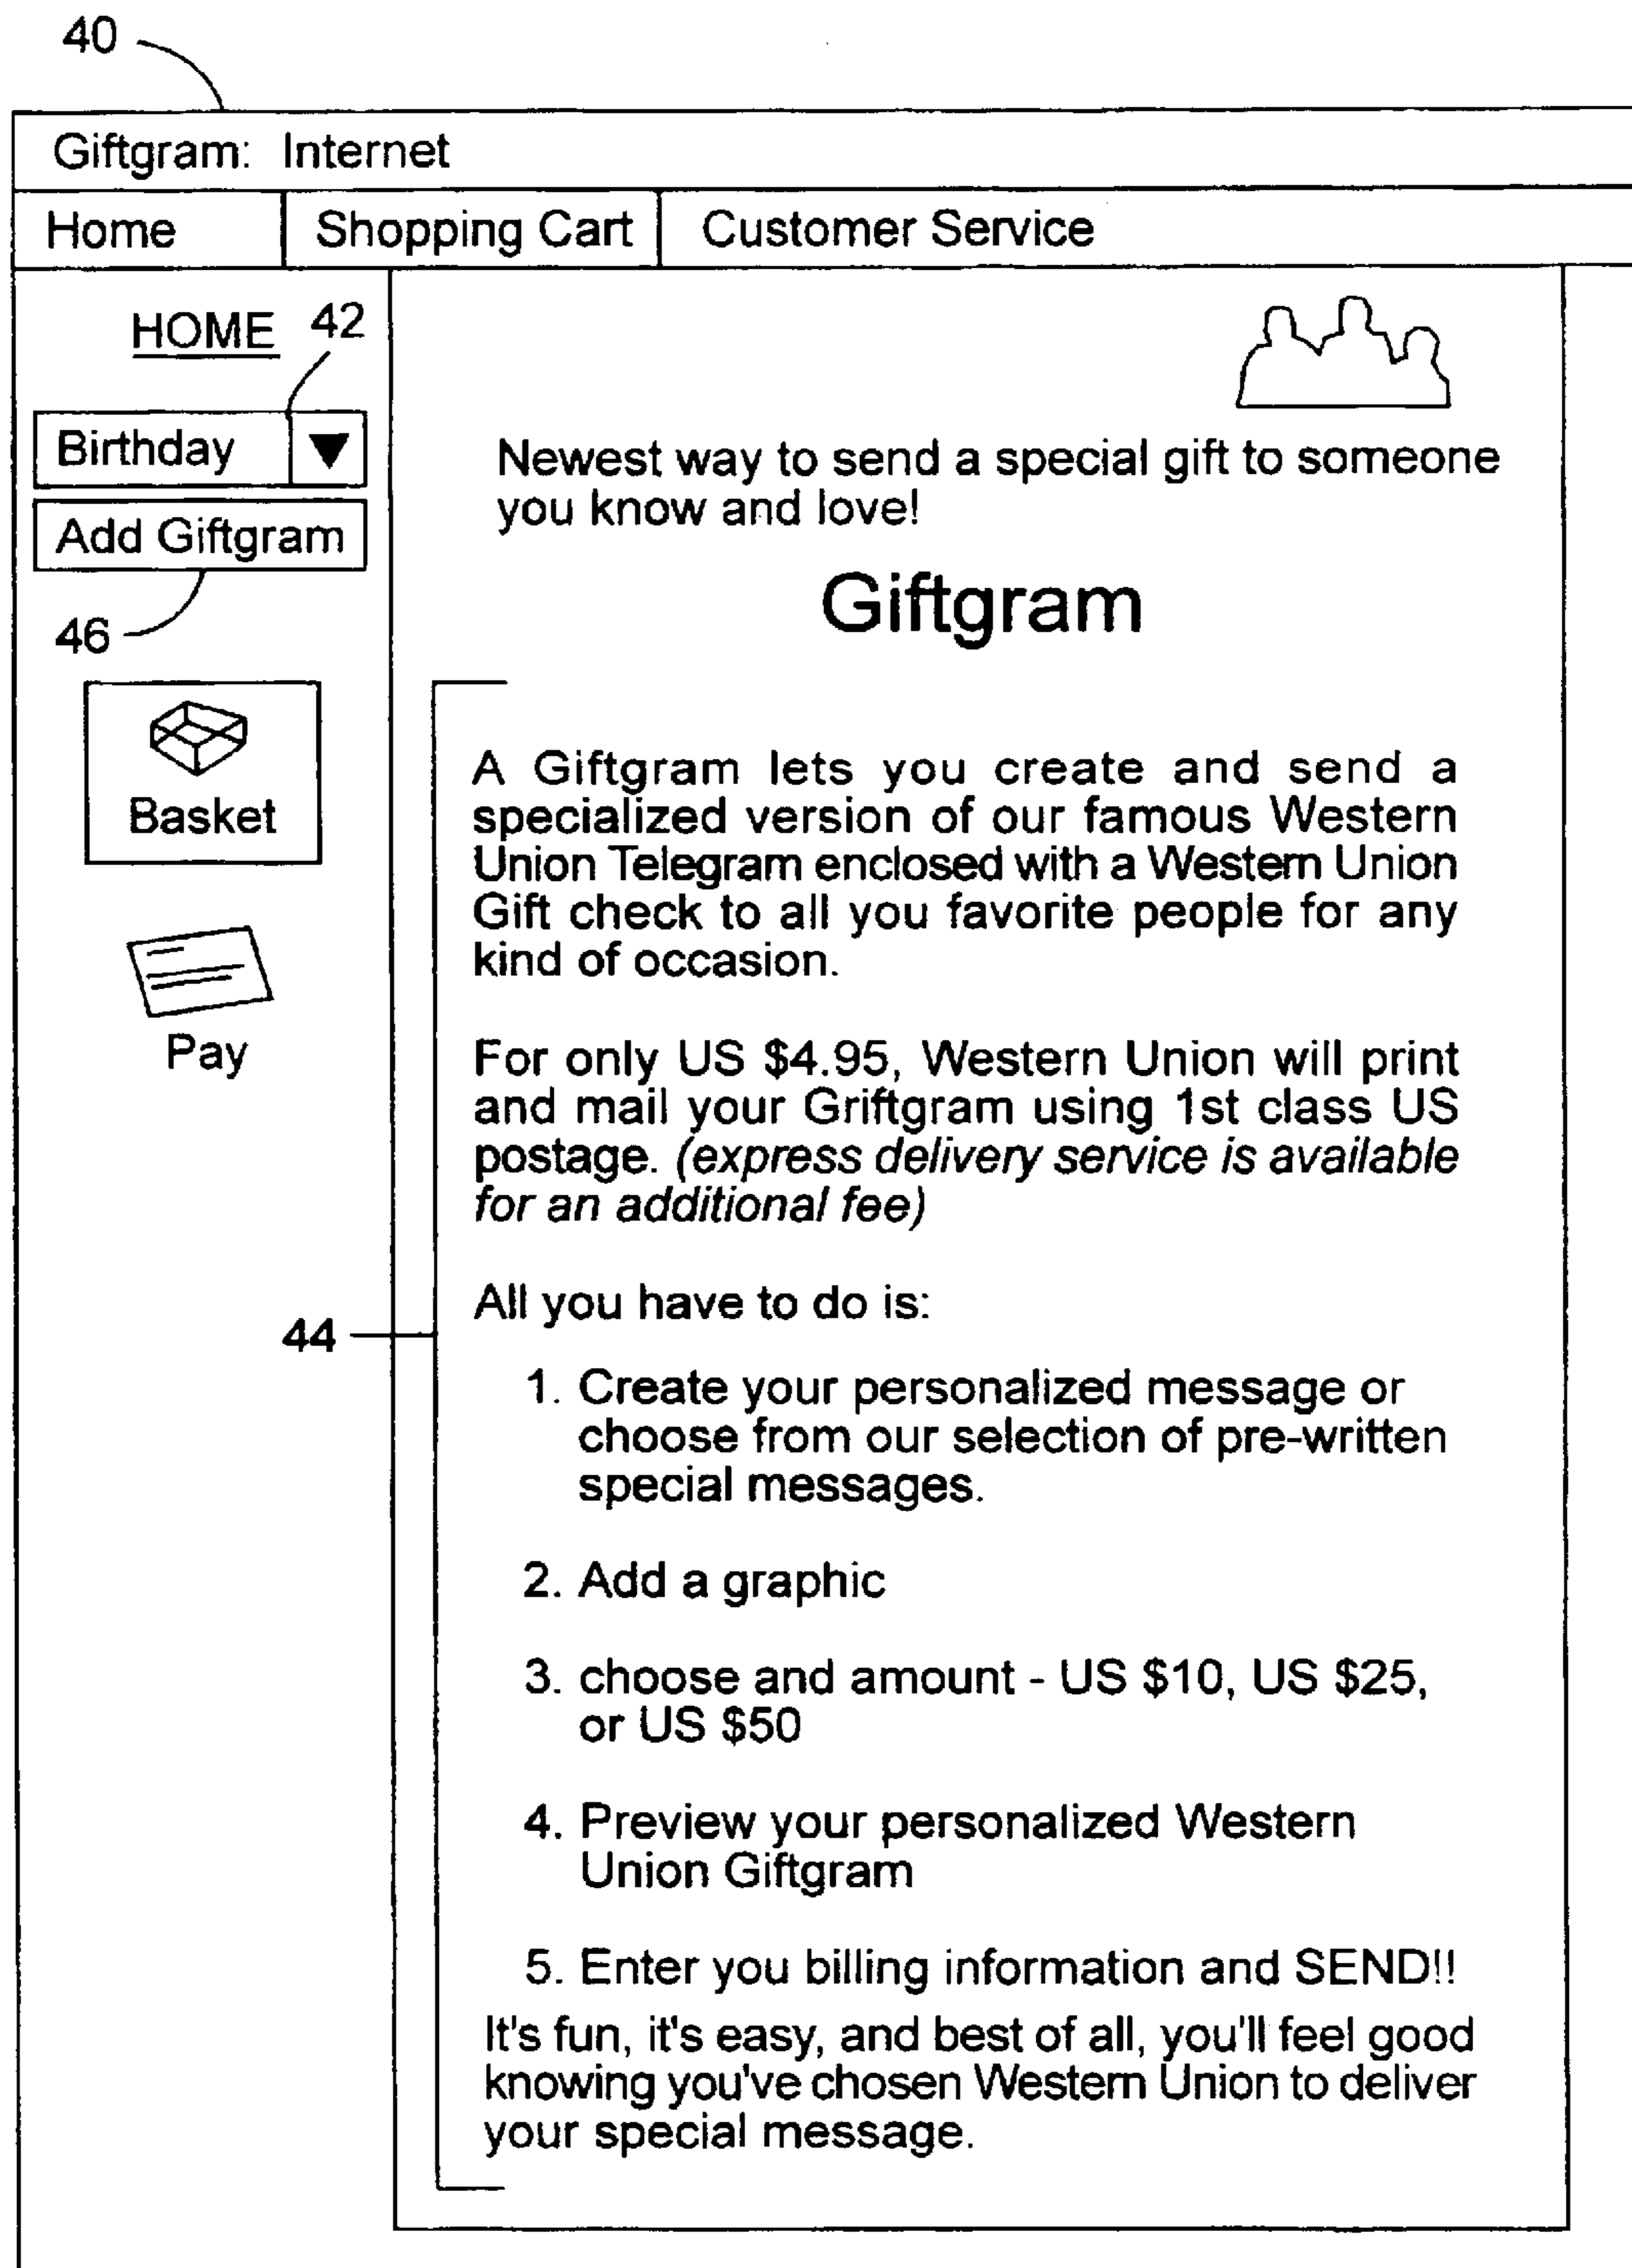 40
Giftgram: Internet
Home Shopping Cart Customer Service
HOME 42
Birthday
Add Giftgram
46
Basket
Pay
Newest way to send a special gift to someone
you know and love!
Giftgram
A Giftgram lets you create and send a
specialized version of our famous Western
Union Telegram enclosed with a Western Union
Gift check to all you favorite people for any
kind of occasion.
For only US $4.95, Western Union will print
and mail your Griftgram using 1st class US
postage. (express delivery service is available
for an additional fee)
All you have to do is:
44
1. Create your personalized message or
choose from our selection of pre-written
special messages.
2. Add a graphic
3. choose and amount - US $10, US $25,
or US $50
4. Preview your personalized Western
Union Giftgram
5. Enter you billing information and SEND!!
It's fun, it's easy, and best of all, you'll feel good
knowing you've chosen Western Union to deliver
your special message.